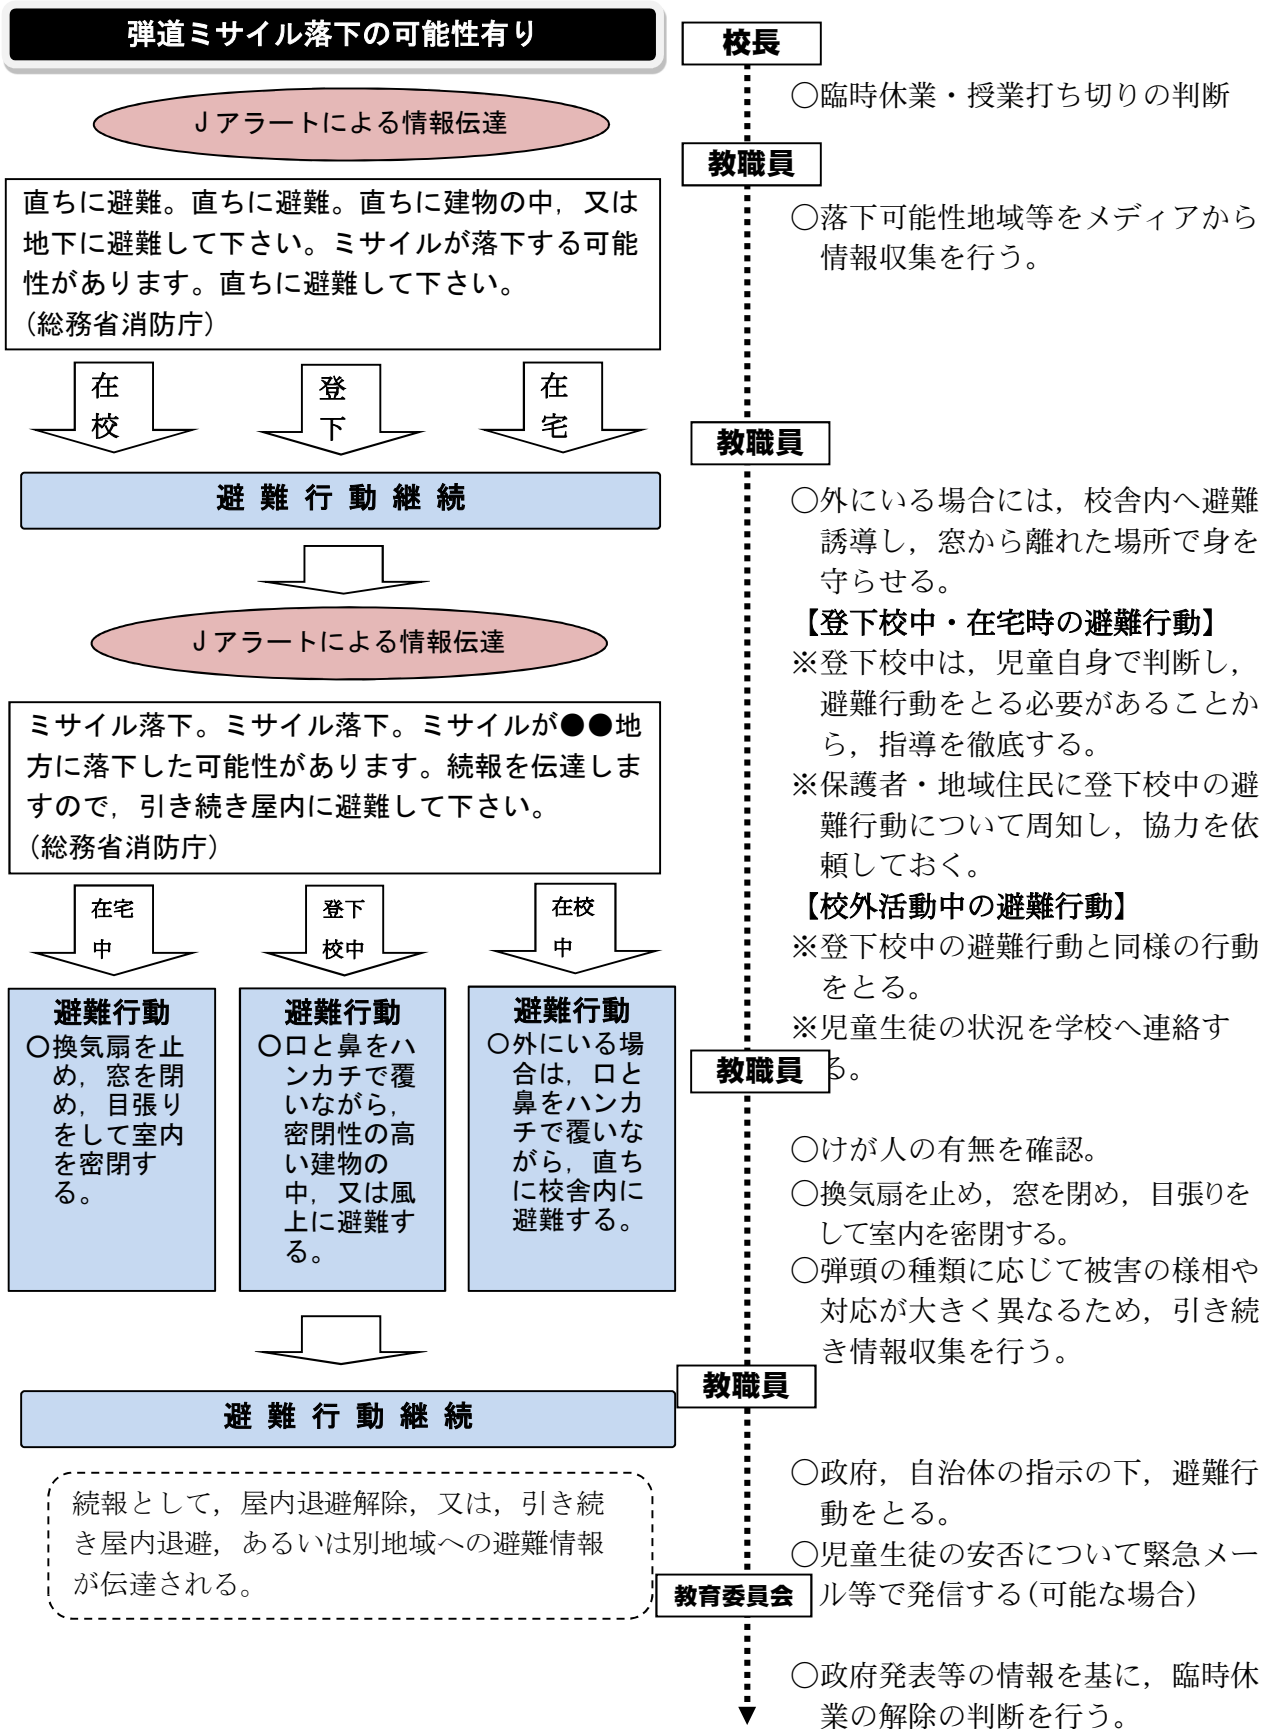 弾道ミサイル落下の可能性有り
Jアラートによる情報伝達
直ちに避難。直ちに避難。直ちに建物の中，又は
地下に避難して下さい。ミサイルが落下する可能
性があります。直ちに避難して下さい。
(総務省消防庁)
在
校
登
下
在
宅
避難行動継続
Jアラートによる情報伝達
ミサイル落下。ミサイル落下。ミサイルが●●地
方に落下した可能性があります。続報を伝達しま
すので，引き続き屋内に避難して下さい。
(総務省消防庁)
在宅
中
登下
校中
在校
中
避難行動
○換気扇を止
め，窓を閉
め，目張り
をして室内
を密閉す
る。
避難行動
○口と鼻をハ
ンカチで覆
いながら，
密閉性の高
い建物の
中，又は風
上に避難す
る。
避難行動
○外にいる場
合は，口と
鼻をハンカ
チで覆いな
がら，直ち
に校舎内に
避難する。
避難行動継続
続報として，屋内退避解除，又は，引き続
き屋内退避，あるいは別地域への避難情報
が伝達される。
校長
○臨時休業・授業打ち切りの判断
教職員
○落下可能性地域等をメディアから
情報収集を行う。
教職員
○外にいる場合には，校舎内へ避難
誘導し，窓から離れた場所で身を
守らせる。
【登下校中・在宅時の避難行動】
※登下校中は，児童自身で判断し，
避難行動をとる必要があることか
ら，指導を徹底する。
※保護者・地域住民に登下校中の避
難行動について周知し，協力を依
頼しておく。
【校外活動中の避難行動】
※登下校中の避難行動と同様の行動
をとる。
※児童生徒の状況を学校へ連絡す
る。
教職員
○けが人の有無を確認。
○換気扇を止め，窓を閉め，目張りを
して室内を密閉する。
○弾頭の種類に応じて被害の様相や
対応が大きく異なるため，引き続
き情報収集を行う。
教職員
○政府，自治体の指示の下，避難行
動をとる。
○児童生徒の安否について緊急メー
ル等で発信する(可能な場合)
教育委員会
○政府発表等の情報を基に，臨時休
業の解除の判断を行う。